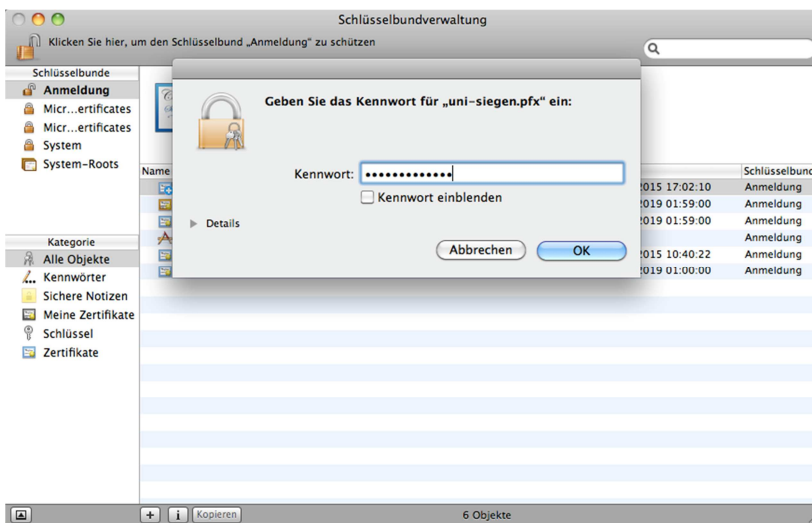 Schlüsselbundverwaltung
Klicken Sie hier, um den Schlüsselbund „Anmeldung“ zu schützen
Schlüsselbunde
Anmeldung
Micr...ertificates
Micr...ertificates
System
System-Roots
Geben Sie das Kennwort für „uni-siegen.pfx“ ein:
Kennwort: •••••••••••••
Kennwort einblenden
Details
Abbrechen
OK
Name
Schlüsselbund
2015 17:02:10 Anmeldung
2019 01:59:00 Anmeldung
2019 01:59:00 Anmeldung
Anmeldung
2015 10:40:22 Anmeldung
2019 01:00:00 Anmeldung
Kategorie
Alle Objekte
Kennwörter
Sichere Notizen
Meine Zertifikate
Schlüssel
Zertifikate
Kopieren
6 Objekte